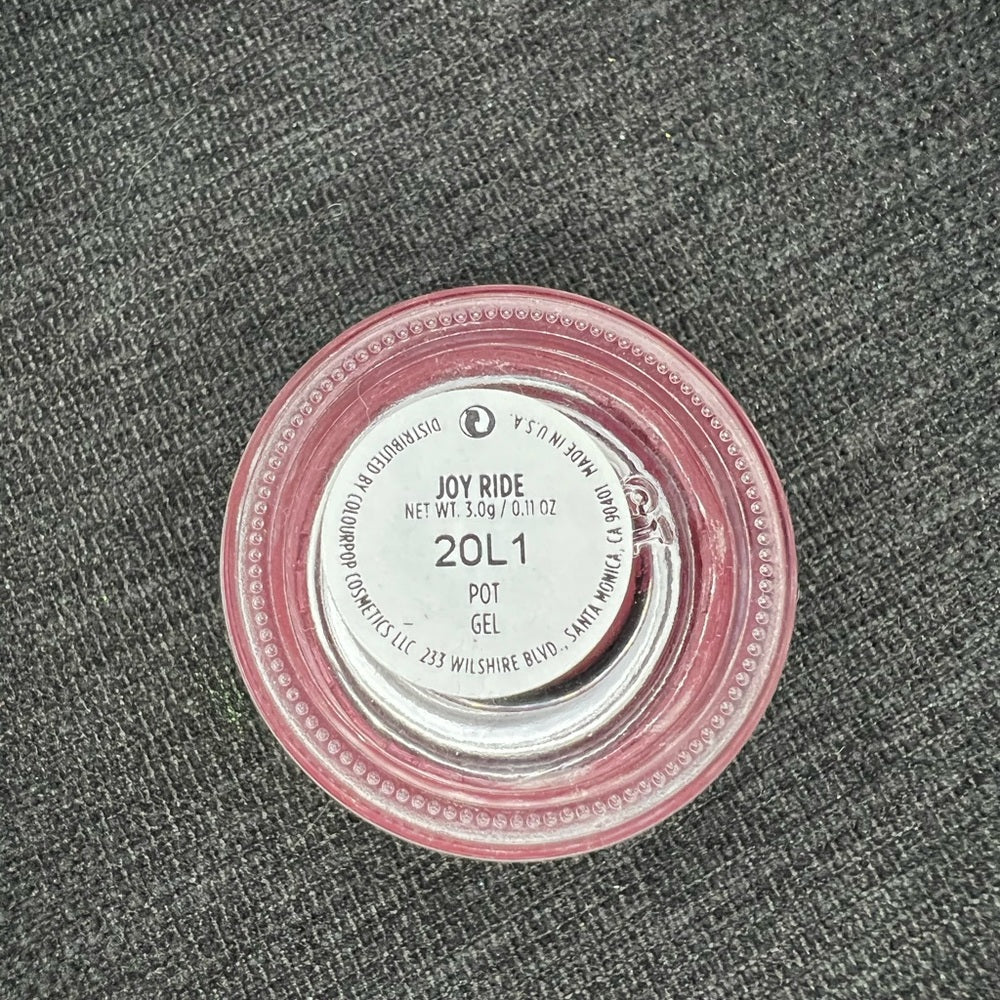 JOY RIDE
NET WT. 3.0g / 0.11 OZ
20L1
POT
GEL
DISTRIBUTED BY COLOURPOP COSMETICS LLC 233 WILSHIRE BLVD., SANTA MONICA, CA 90401 MADE IN U.S.A.